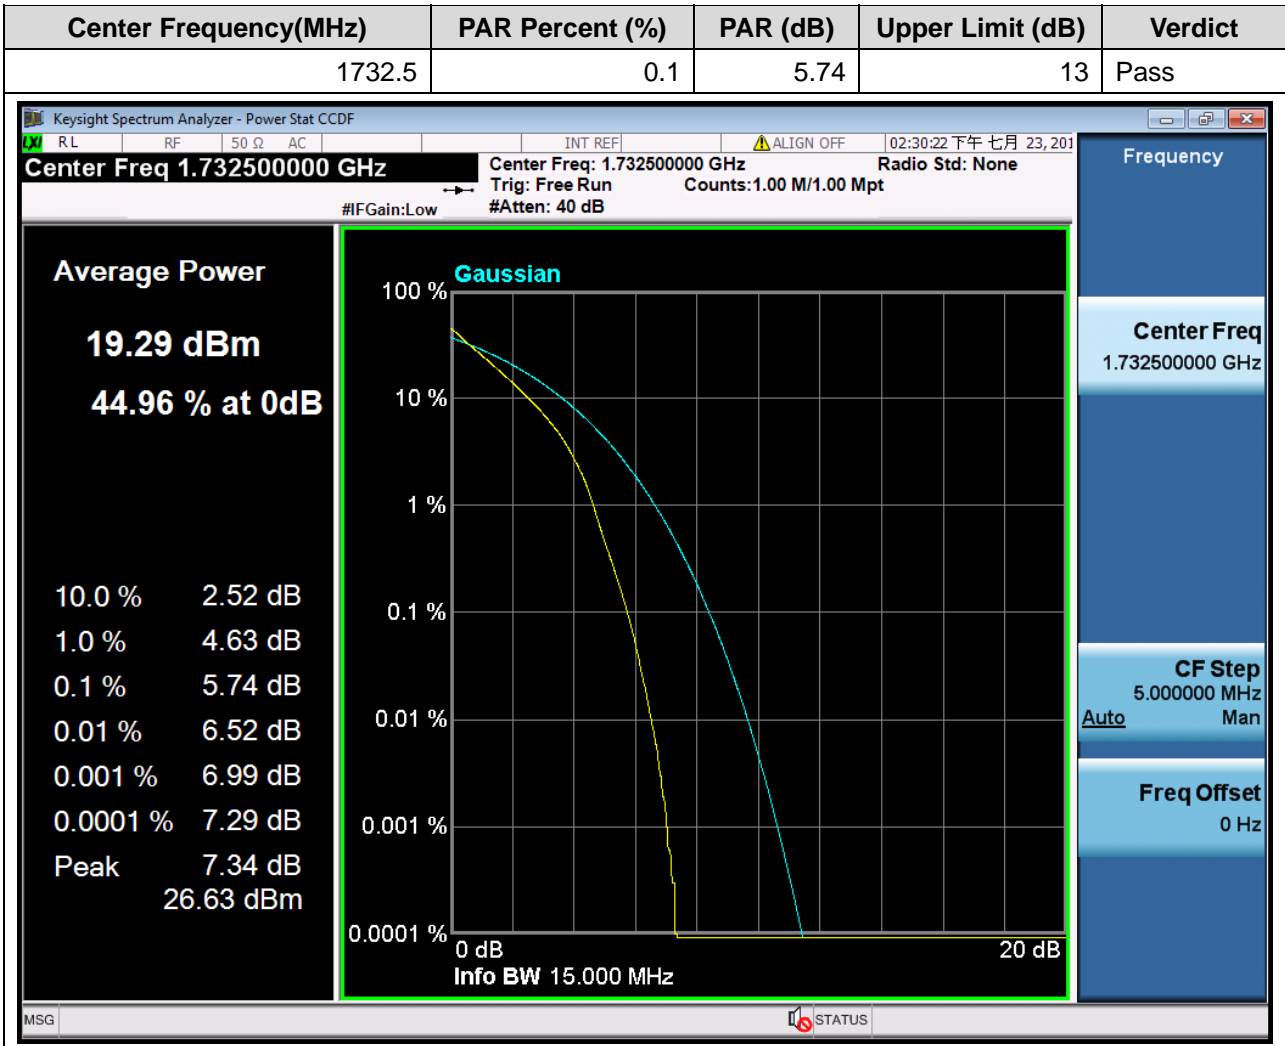 Center Frequency(MHz) PAR Percent (%) PAR (dB) Upper Limit (dB) Verdict
1732.5 0.1 5.74 13 Pass
Keysight Spectrum Analyzer - Power Stat CCDF
LXI RL RF 50 Ω AC INT REF ALIGN OFF 02:30:22 下午 七月 23, 201
Center Freq 1.732500000 GHz
Center Freq: 1.732500000 GHz Radio Std: None
Trig: Free Run Counts:1.00 M/1.00 Mpt
#IFGain:Low #Atten: 40 dB
Average Power
19.29 dBm
44.96 % at 0dB
10.0 % 2.52 dB
1.0 % 4.63 dB
0.1 % 5.74 dB
0.01 % 6.52 dB
0.001 % 6.99 dB
0.0001 % 7.29 dB
Peak 7.34 dB
26.63 dBm
Gaussian
100 %
10 %
1 %
0.1 %
0.01 %
0.001 %
0.0001 %
0 dB 20 dB
Info BW 15.000 MHz
Frequency
Center Freq
1.732500000 GHz
CF Step
5.000000 MHz
Auto Man
Freq Offset
0 Hz
MSG STATUS